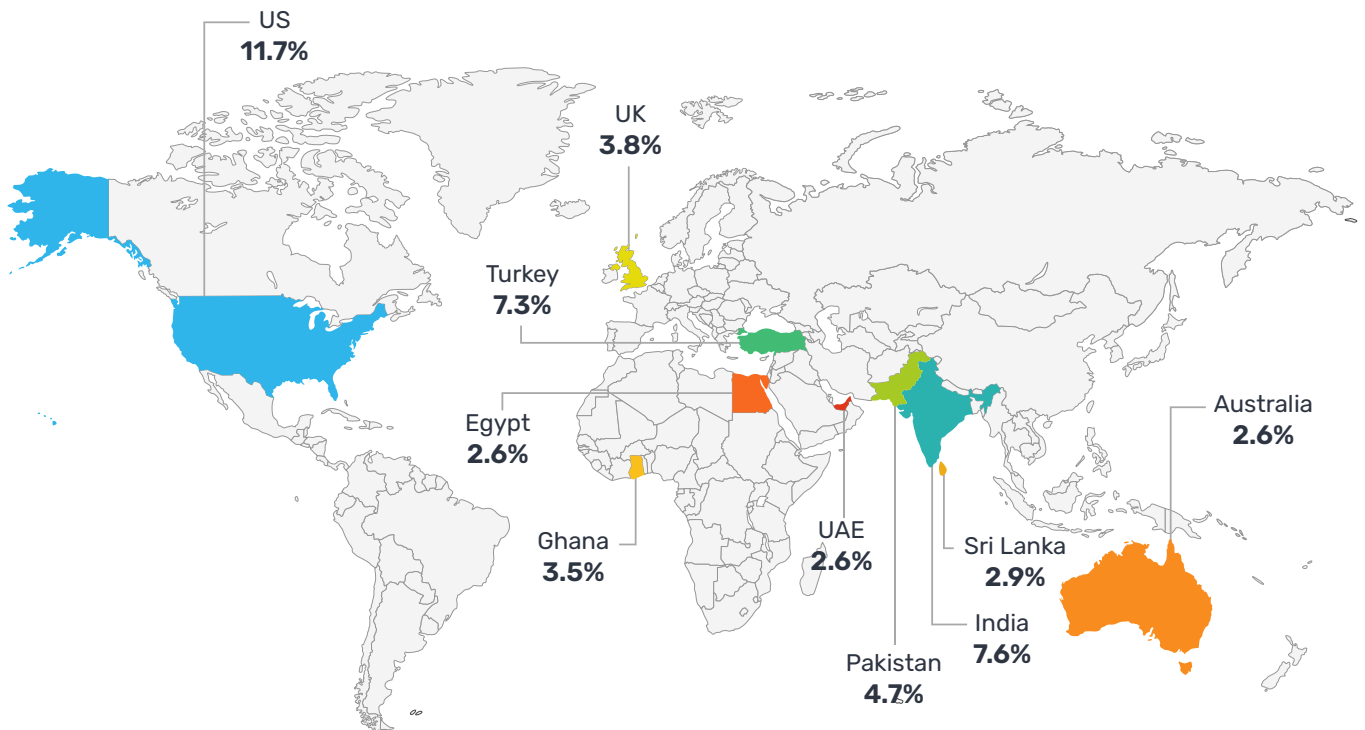 US
11.7%
UK
3.8%
Turkey
7.3%
Egypt
2.6%
Australia
2.6%
Ghana
3.5%
UAE
2.6%
Sri Lanka
2.9%
India
7.6%
Pakistan
4.7%